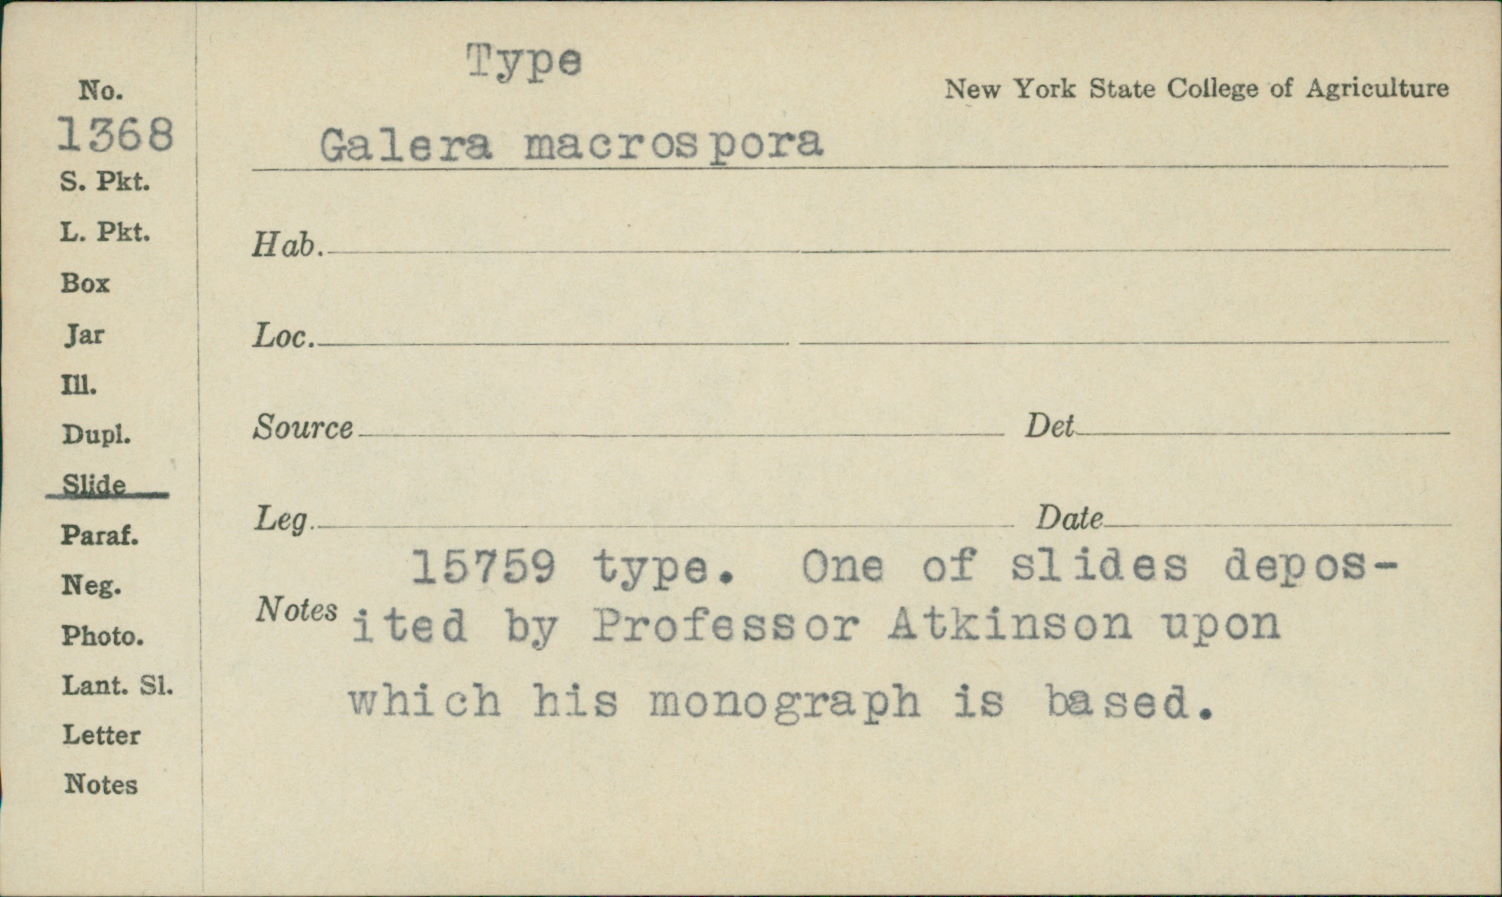 Type
No.
New York State College of Agriculture
1368
Galera macrospora
S. Pkt.
L. Pkt.
Hab.
Box
Jar
Loc.
Ill.
Dupl.
Source Det.
Slide
Paraf.
Leg. Date
15759 type. One of slides depos-
Neg.
Notes ited by Professor Atkinson upon
Photo.
Lant. Sl.
which his monograph is based.
Letter
Notes